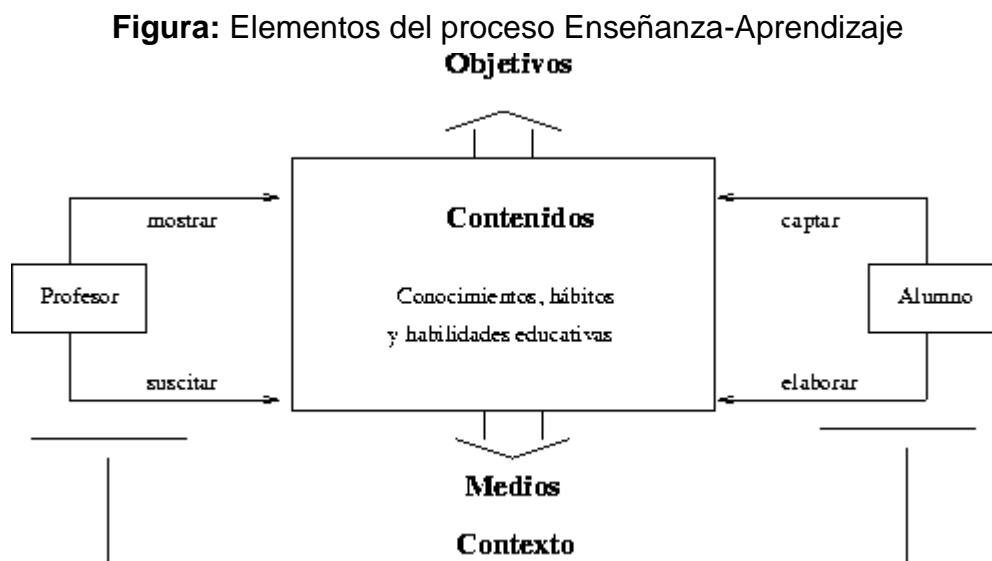 Figura: Elementos del proceso Enseñanza-Aprendizaje
Objetivos
Contenidos
mostrar
captar
Profesor
Conocimientos, hábitos
y habilidades educativas
Alumno
suscitar
elaborar
Medios
Contexto